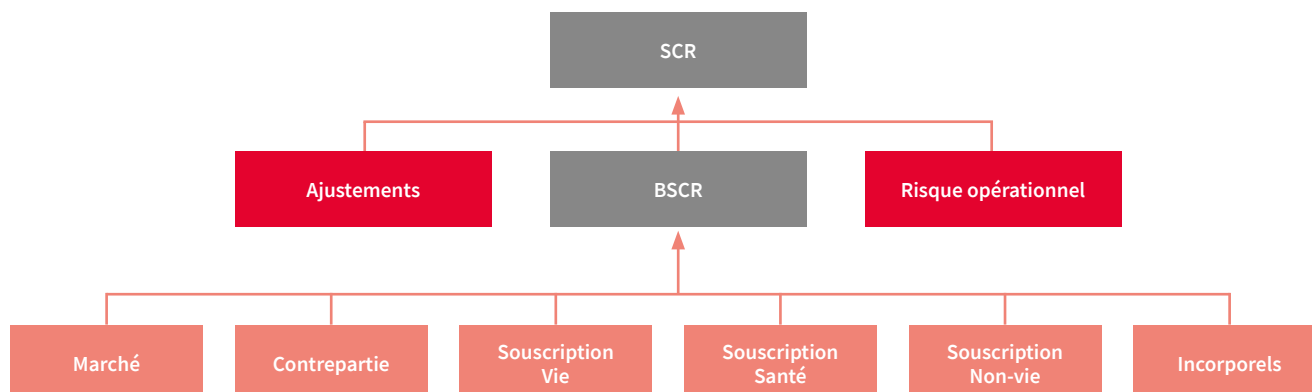 SCR
Ajustements
BSCR
Risque opérationnel
Marché
Contrepartie
Souscription
Vie
Souscription
Santé
Souscription
Non-vie
Incorporels